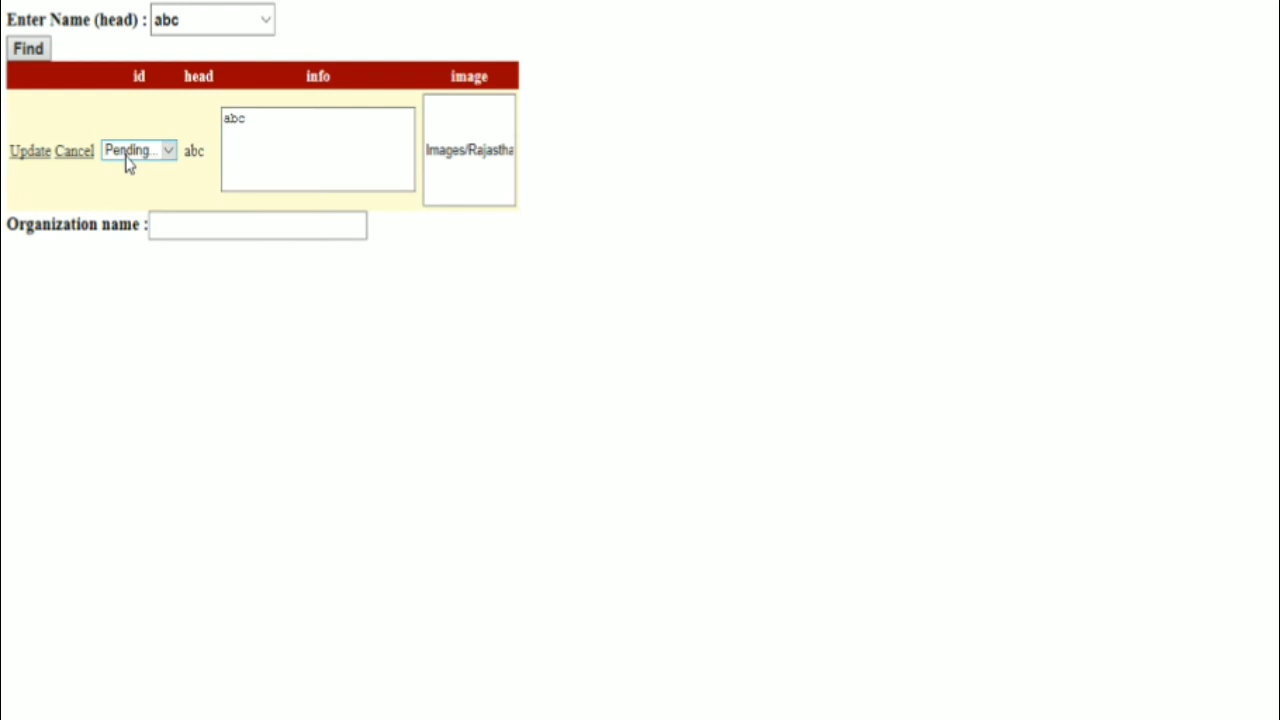 Enter Name (head) : abc
Find
id head info image
Update Cancel Pending... abc abc Images/Rajastha
Organization name :